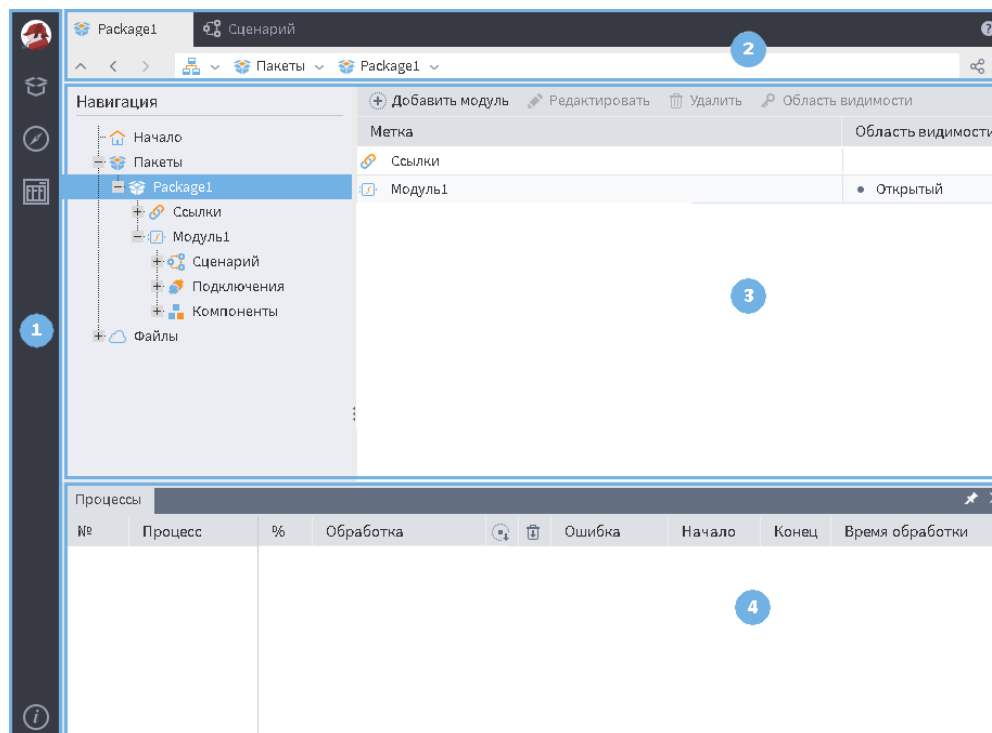 Package1 Сценарий
2
Пакеты Package1
Навигация
Добавить модуль Редактировать Удалить Область видимости
Метка Область видимости
Начало
Пакеты
Package1
Ссылки
Модуль1
Сценарий
Подключения
Компоненты
Файлы
Ссылки
Модуль1 Открытый
3
1
Процессы
№ Процесс % Обработка Ошибка Начало Конец Время обработки
4